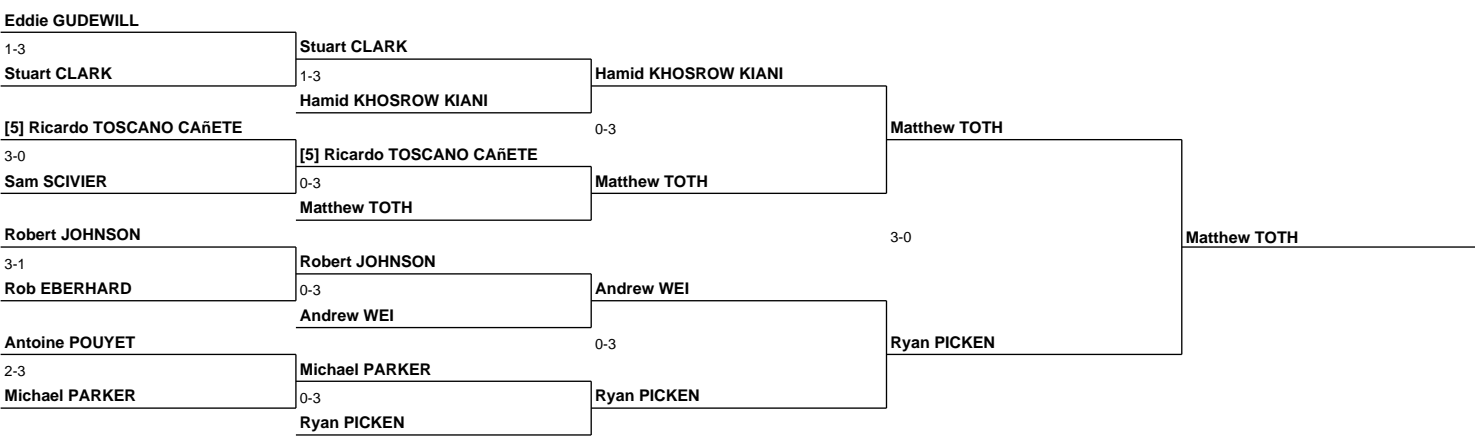 Eddie GUDEWILL
1-3
Stuart CLARK
[5] Ricardo TOSCANO CAñETE
3-0
Sam SCIVIER
Robert JOHNSON
3-1
Rob EBERHARD
Antoine POUYET
2-3
Michael PARKER
Stuart CLARK
1-3
Hamid KHOSROW KIANI
[5] Ricardo TOSCANO CAñETE
0-3
Matthew TOTH
Robert JOHNSON
0-3
Andrew WEI
Michael PARKER
0-3
Ryan PICKEN
Hamid KHOSROW KIANI
0-3
Matthew TOTH
Andrew WEI
0-3
Ryan PICKEN
Matthew TOTH
3-0
Ryan PICKEN
Matthew TOTH